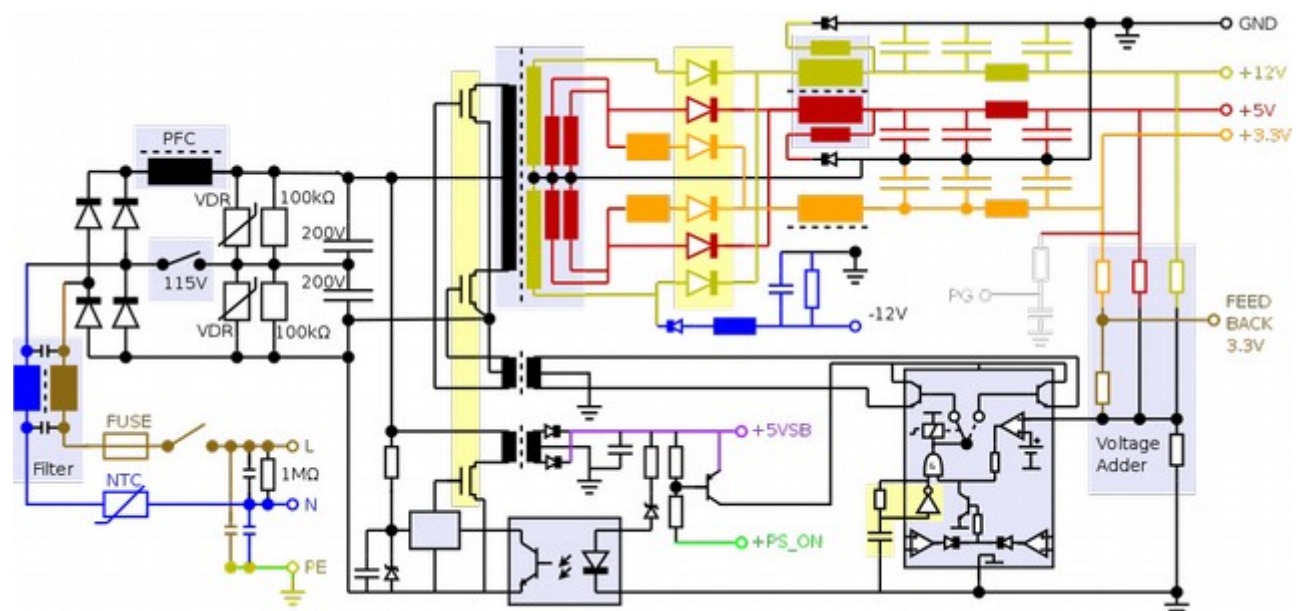 GND
+12V
+5V
+3.3V
PFC
VDR
100kΩ
200V
200V
115V
VDR
100kΩ
-12V
PG
FEED
BACK
3.3V
FUSE
L
+5VSB
Voltage
Adder
Filter
1MΩ
NTC
N
&
+PS_ON
PE